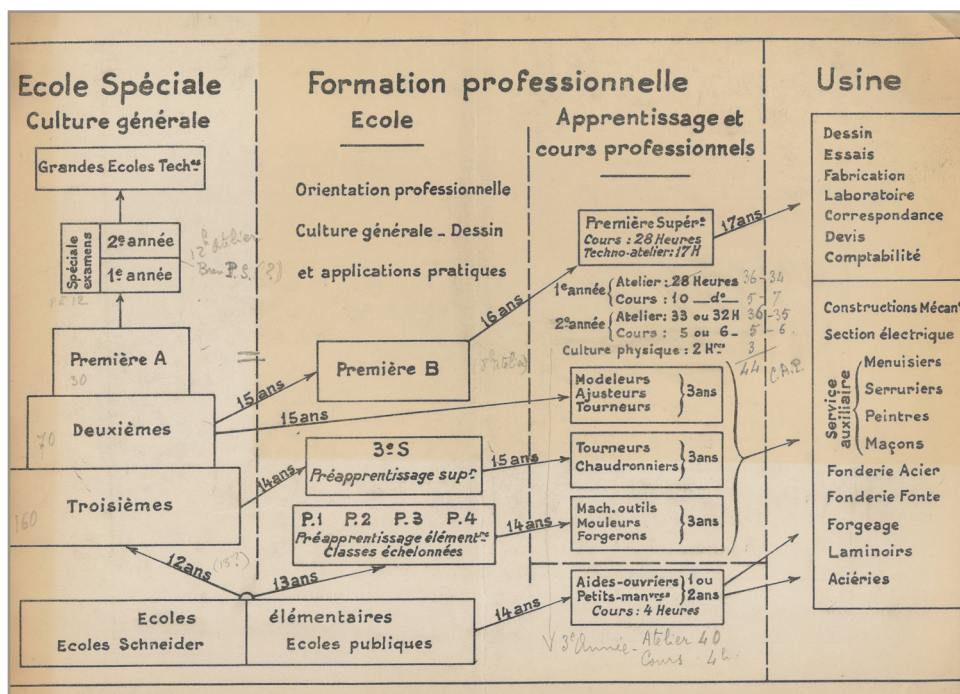 Ecole Spéciale
Culture générale
Grandes Ecoles Teches
Spéciale examens
2e année
1e année
Première A
30
Deuxièmes
70
Troisièmes
160
12ans
(13?)
13ans
14ans
15ans
15ans
Ecoles élémentaires
Ecoles Schneider Ecoles publiques
Formation professionnelle
Ecole
Orientation professionnelle
Culture générale _ Dessin
et applications pratiques
Première B
16ans
3e S
Préapprentissage supr
15ans
P.1 P.2 P.3 P.4
Préapprentissage élémentre
Classes échelonnées
14ans
14ans
Apprentissage et
cours professionnels
Première Supérre
Cours : 28 Heures
Techno-atelier: 17H
17ans
1e année { Atelier: 28 Heures 36 - 34
Cours : 10 _ do _ 5 - 7
2e année { Atelier: 33 ou 32H 36 - 35
Cours : 5 ou 6 _ 5 - 6
Culture physique : 2 Hres 3
44 C.A.P.
Modeleurs
Ajusteurs } 3ans
Tourneurs
Tourneurs
Chaudronniers } 3ans
Mach. outils
Mouleurs } 3ans
Forgerons
Aides-ouvriers } 1 ou
Petits-manvres } 2ans
Cours : 4 Heures
3e Année - Atelier 40
Cours 4h
Usine
Dessin
Essais
Fabrication
Laboratoire
Correspondance
Devis
Comptabilité
Constructions Mécanes
Section électrique
Service auxiliaire
Menuisiers
Serruriers
Peintres
Maçons
Fonderie Acier
Fonderie Fonte
Forgeage
Laminoirs
Aciéries